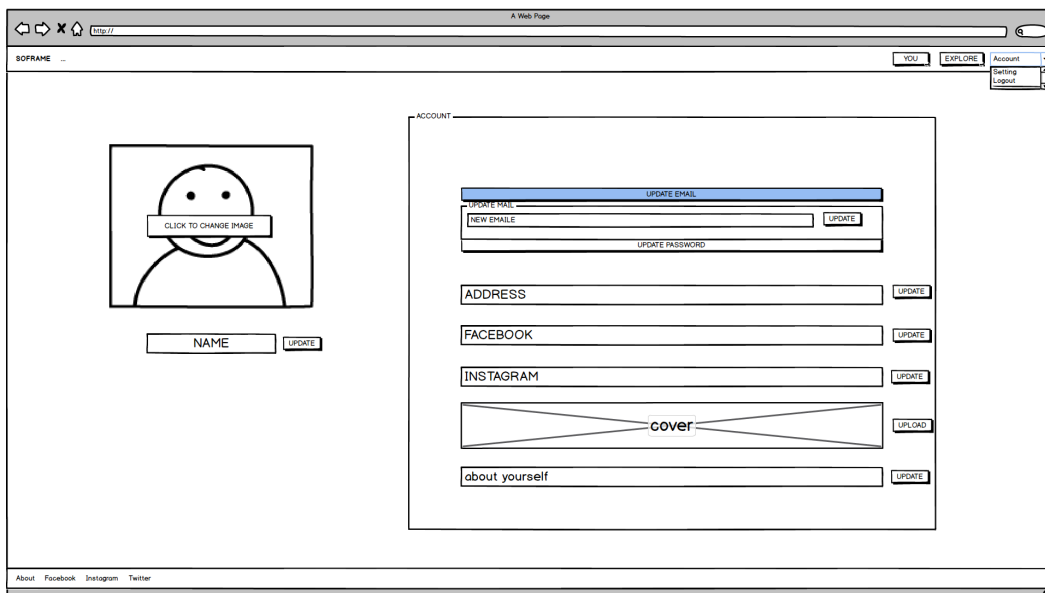 A Web Page
http://
SOFRAME ... YOU EXPLORE Account
Setting
Logout
ACCOUNT
CLICK TO CHANGE IMAGE
NAME UPDATE
UPDATE EMAIL
UPDATE MAIL
NEW EMAILE UPDATE
UPDATE PASSWORD
ADDRESS UPDATE
FACEBOOK UPDATE
INSTAGRAM UPDATE
cover UPLOAD
about yourself UPDATE
About Facebook Instagram Twitter